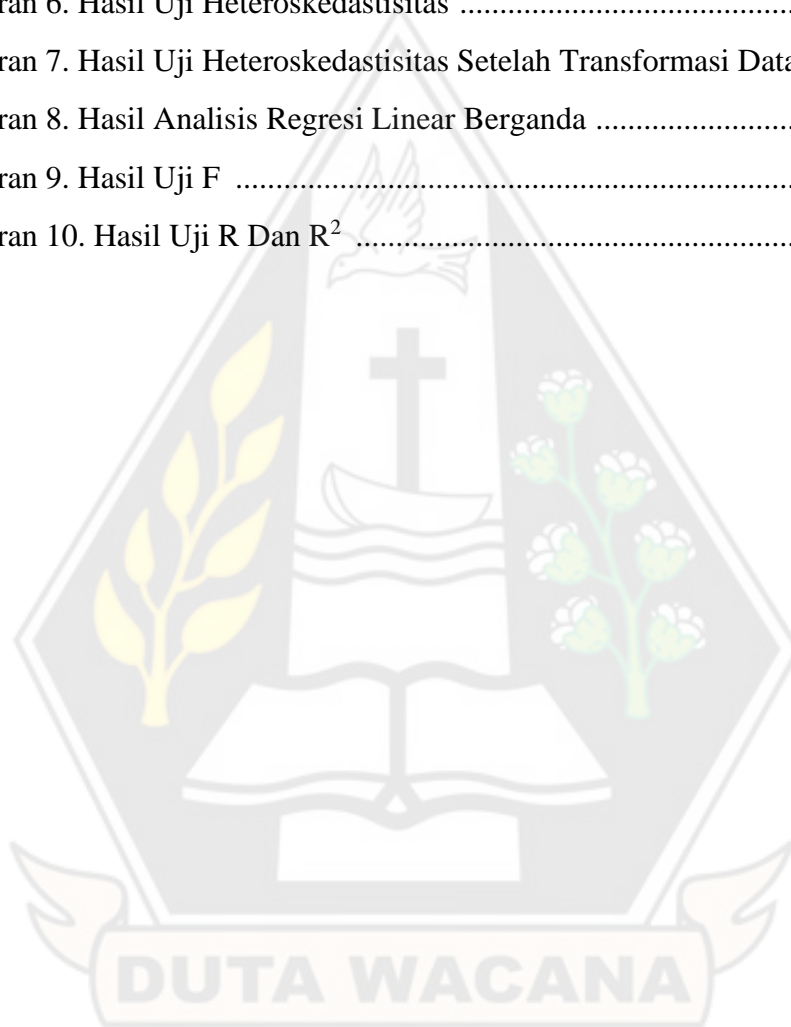 ran 6. Hasil Uji Heteroskedastisitas ........................................
ran 7. Hasil Uji Heteroskedastisitas Setelah Transformasi Data
ran 8. Hasil Analisis Regresi Linear Berganda ........................
ran 9. Hasil Uji F ....................................................................
ran 10. Hasil Uji R Dan R² .....................................................
DUTA WACANA